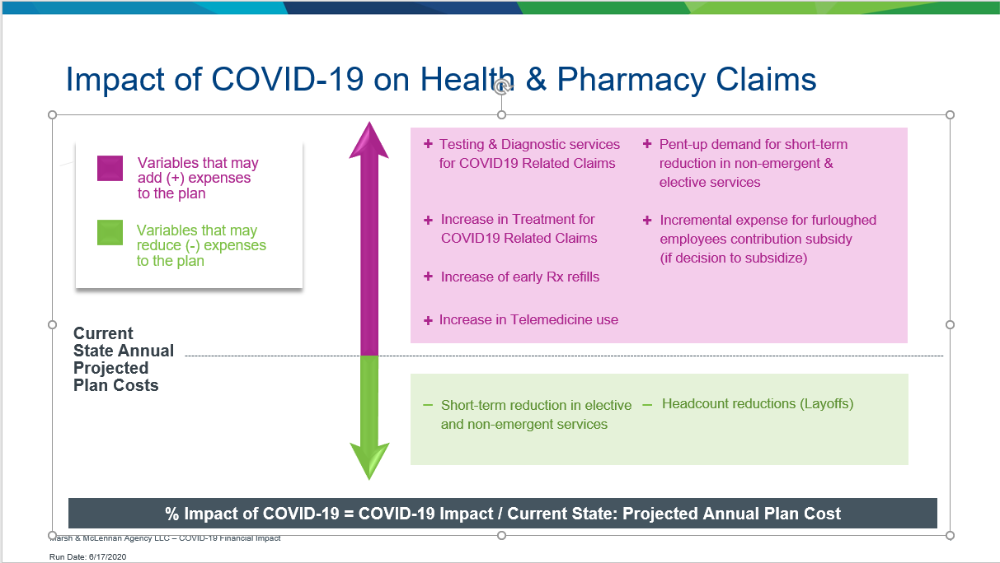 Impact of COVID-19 on Health & Pharmacy Claims
Variables that may
add (+) expenses
to the plan
Variables that may
reduce (-) expenses
to the plan
+ Testing & Diagnostic services
for COVID19 Related Claims
+ Increase in Treatment for
COVID19 Related Claims
+ Increase of early Rx refills
+ Increase in Telemedicine use
+ Pent-up demand for short-term
reduction in non-emergent &
elective services
+ Incremental expense for furloughed
employees contribution subsidy
(if decision to subsidize)
Current
State Annual
Projected
Plan Costs
– Short-term reduction in elective
and non-emergent services
– Headcount reductions (Layoffs)
% Impact of COVID-19 = COVID-19 Impact / Current State: Projected Annual Plan Cost
Marsh & McLennan Agency LLC – COVID-19 Financial Impact
Run Date: 6/17/2020